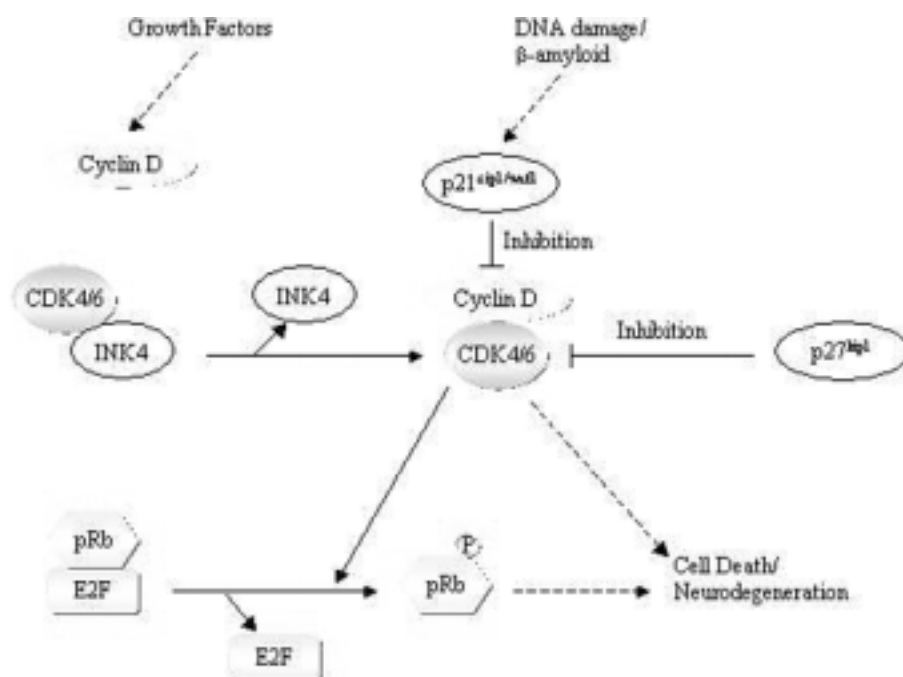 Growth Factors
DNA damage/
β-amyloid
Cyclin D
p21cip1/waf1
Inhibition
CDK4/6
INK4
INK4
Cyclin D
CDK4/6
Inhibition
p27kip1
pRb
E2F
E2F
P
pRb
Cell Death/
Neurodegeneration